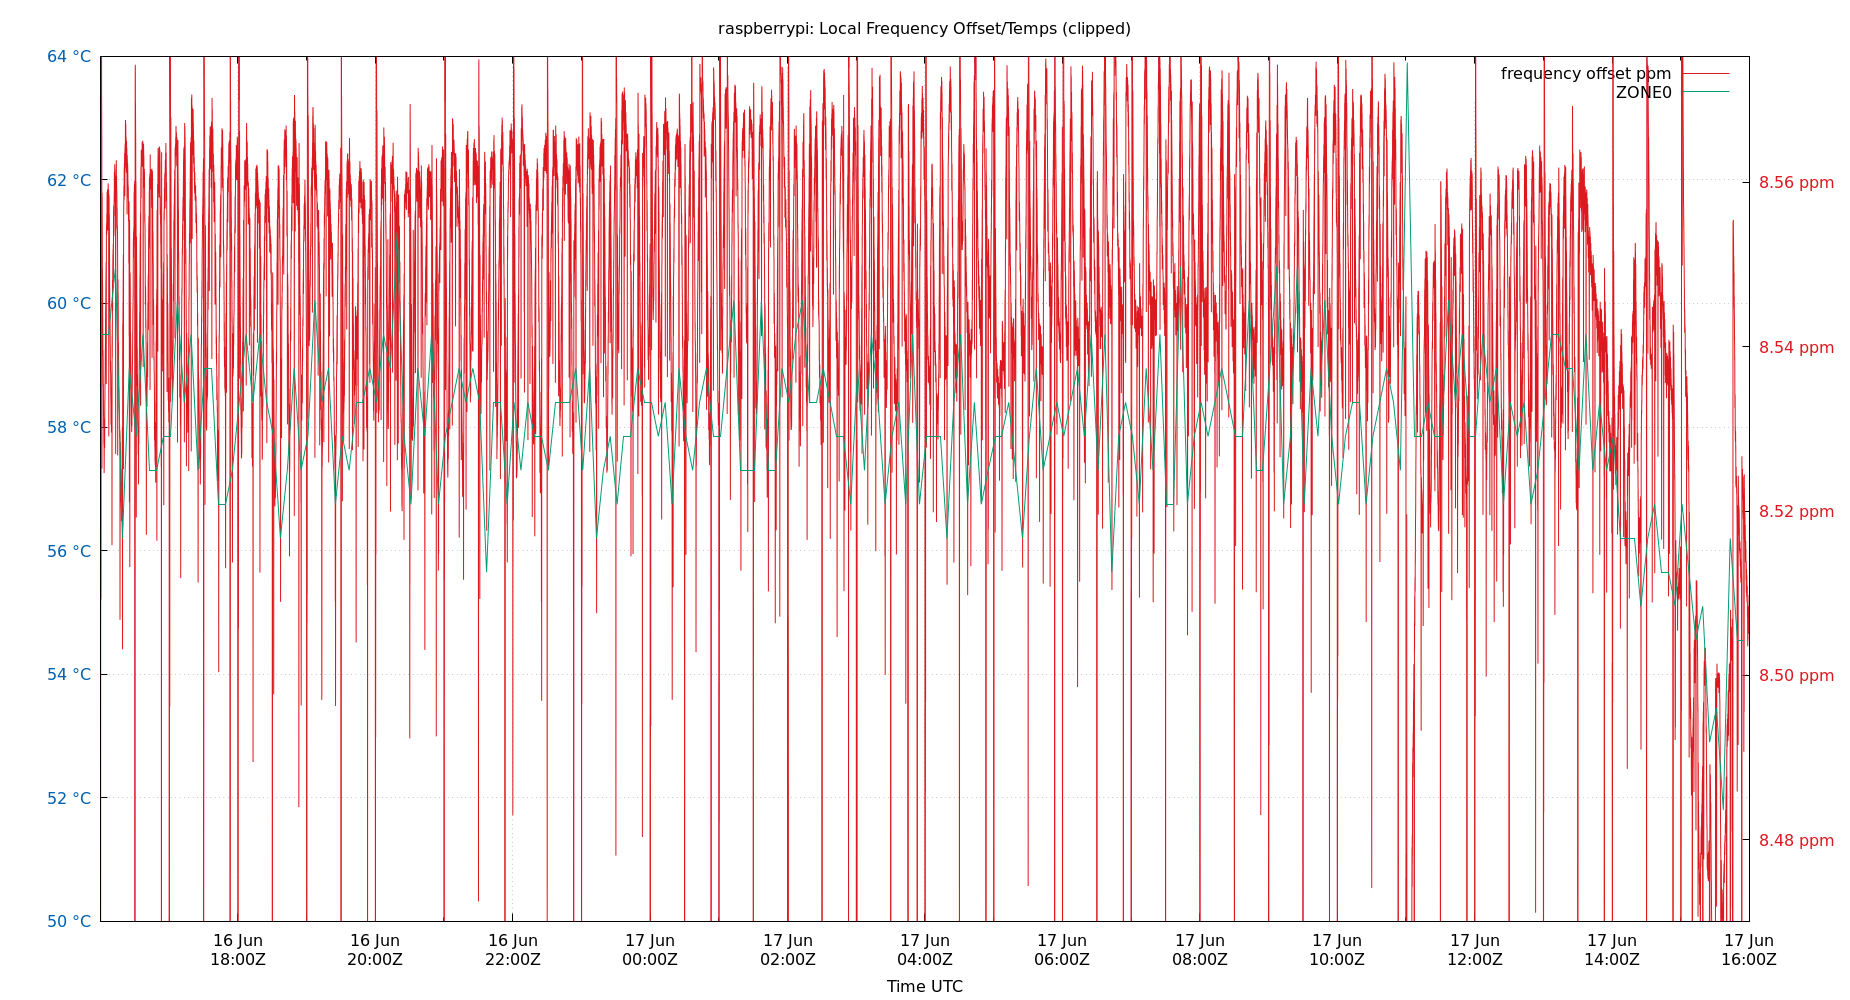 raspberrypi: Local Frequency Offset/Temps (clipped)
64 °C
62 °C
60 °C
58 °C
56 °C
54 °C
52 °C
50 °C
frequency offset ppm
ZONE0
8.56 ppm
8.54 ppm
8.52 ppm
8.50 ppm
8.48 ppm
16 Jun 16 Jun 16 Jun 17 Jun 17 Jun 17 Jun 17 Jun 17 Jun 17 Jun 17 Jun 17 Jun 17 Jun
18:00Z 20:00Z 22:00Z 00:00Z 02:00Z 04:00Z 06:00Z 08:00Z 10:00Z 12:00Z 14:00Z 16:00Z
Time UTC